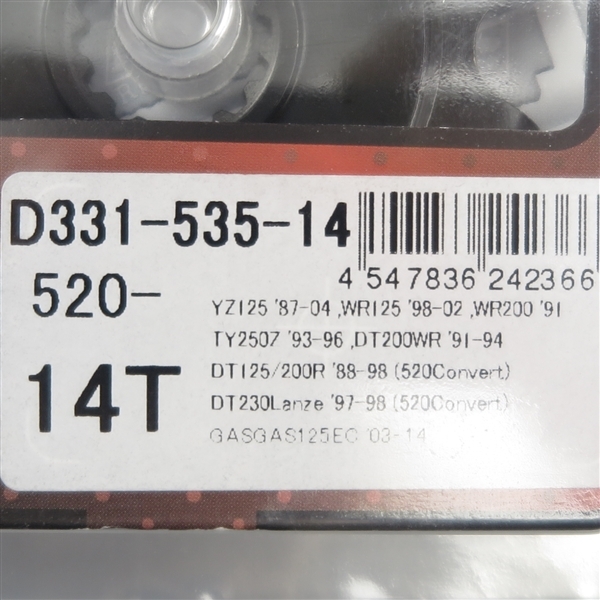 D331-535-14
4 547836 242366
520-
14T
YZ125 '87-04 ,WR125 '98-02 ,WR200 '91
TY250Z '93-96 ,DT200WR '91-94
DT125/200R '88-98 (520Convert)
DT230Lanze '97-98 (520Convert)
GASGAS125EC '03-14